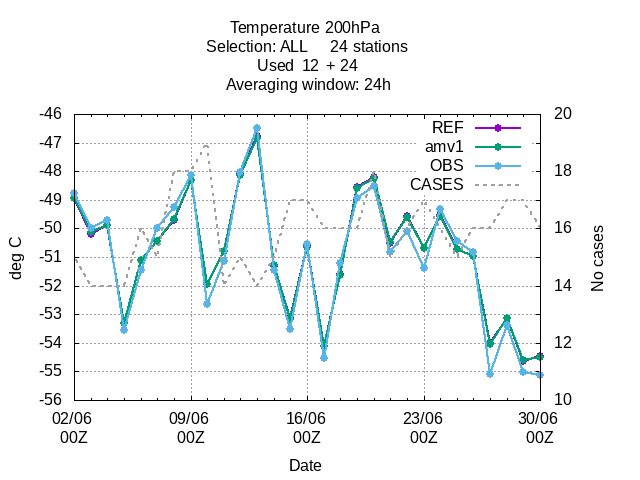 Temperature 200hPa
Selection: ALL     24 stations
Used  12  + 24
Averaging window: 24h
-46
-47
-48
-49
-50
-51
-52
-53
-54
-55
-56
deg C
20
18
16
14
12
10
No cases
REF
amv1
OBS
CASES
02/06 09/06 16/06 23/06 30/06
00Z 00Z 00Z 00Z 00Z
Date